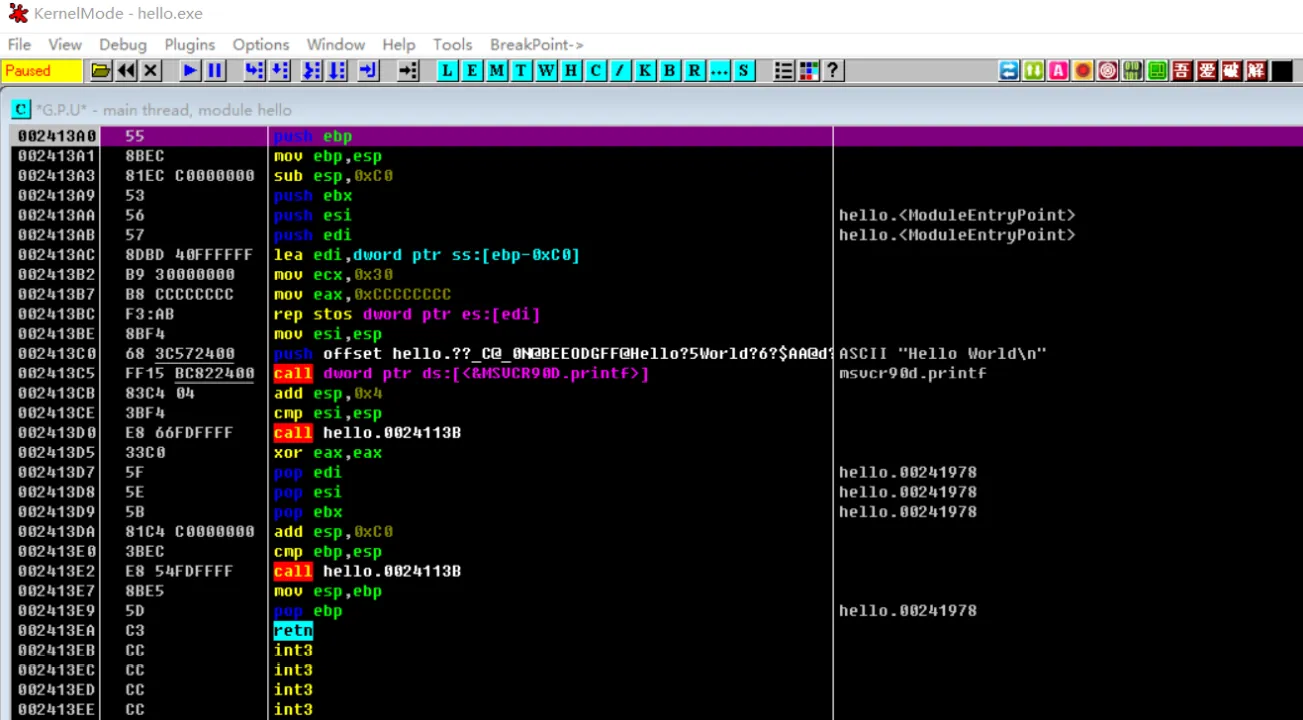 KernelMode - hello.exe
File View Debug Plugins Options Window Help Tools BreakPoint->
Paused L E M T W H C / K B R ... S ? A 吾 爱 破 解
C *G.P.U* - main thread, module hello
002413A0 55 push ebp
002413A1 8BEC mov ebp,esp
002413A3 81EC C0000000 sub esp,0xC0
002413A9 53 push ebx
002413AA 56 push esi hello.<ModuleEntryPoint>
002413AB 57 push edi hello.<ModuleEntryPoint>
002413AC 8DBD 40FFFFFF lea edi,dword ptr ss:[ebp-0xC0]
002413B2 B9 30000000 mov ecx,0x30
002413B7 B8 CCCCCCCC mov eax,0xCCCCCCCC
002413BC F3:AB rep stos dword ptr es:[edi]
002413BE 8BF4 mov esi,esp
002413C0 68 3C572400 push offset hello.??_C@_0N@BEEODGFF@Hello?5World?6?$AA@d? ASCII "Hello World\n"
002413C5 FF15 BC822400 call dword ptr ds:[<&MSVCR90D.printf>] msvcr90d.printf
002413CB 83C4 04 add esp,0x4
002413CE 3BF4 cmp esi,esp
002413D0 E8 66FDFFFF call hello.0024113B
002413D5 33C0 xor eax,eax
002413D7 5F pop edi hello.00241978
002413D8 5E pop esi hello.00241978
002413D9 5B pop ebx hello.00241978
002413DA 81C4 C0000000 add esp,0xC0
002413E0 3BEC cmp ebp,esp
002413E2 E8 54FDFFFF call hello.0024113B
002413E7 8BE5 mov esp,ebp
002413E9 5D pop ebp hello.00241978
002413EA C3 retn
002413EB CC int3
002413EC CC int3
002413ED CC int3
002413EE CC int3